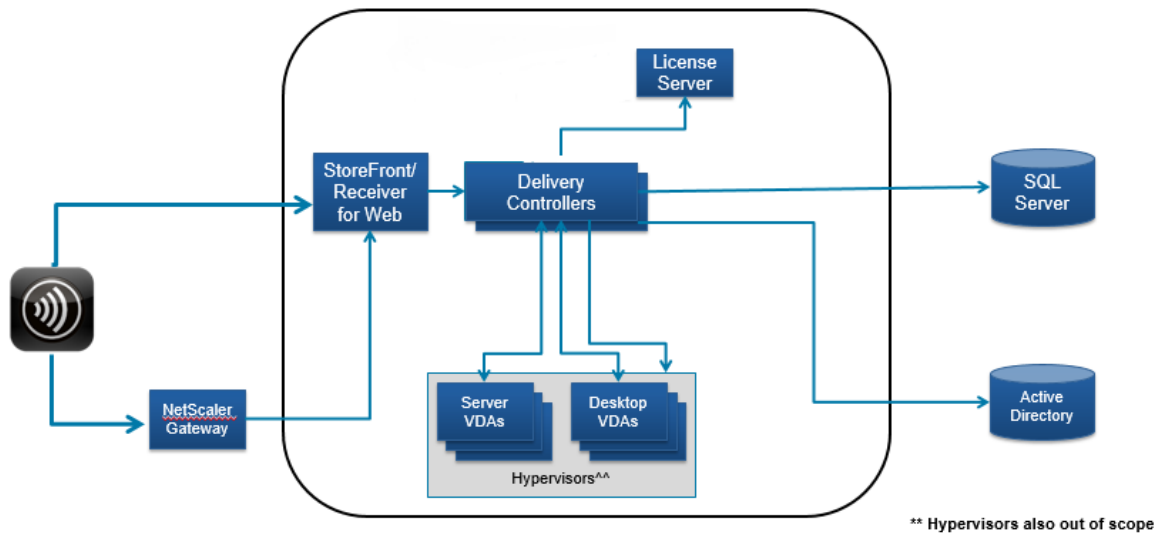 License
Server
StoreFront/
Receiver
for Web
Delivery
Controllers
SQL
Server
NetScaler
Gateway
Server
VDAs
Desktop
VDAs
Hypervisors^^
Active
Directory
** Hypervisors also out of scope